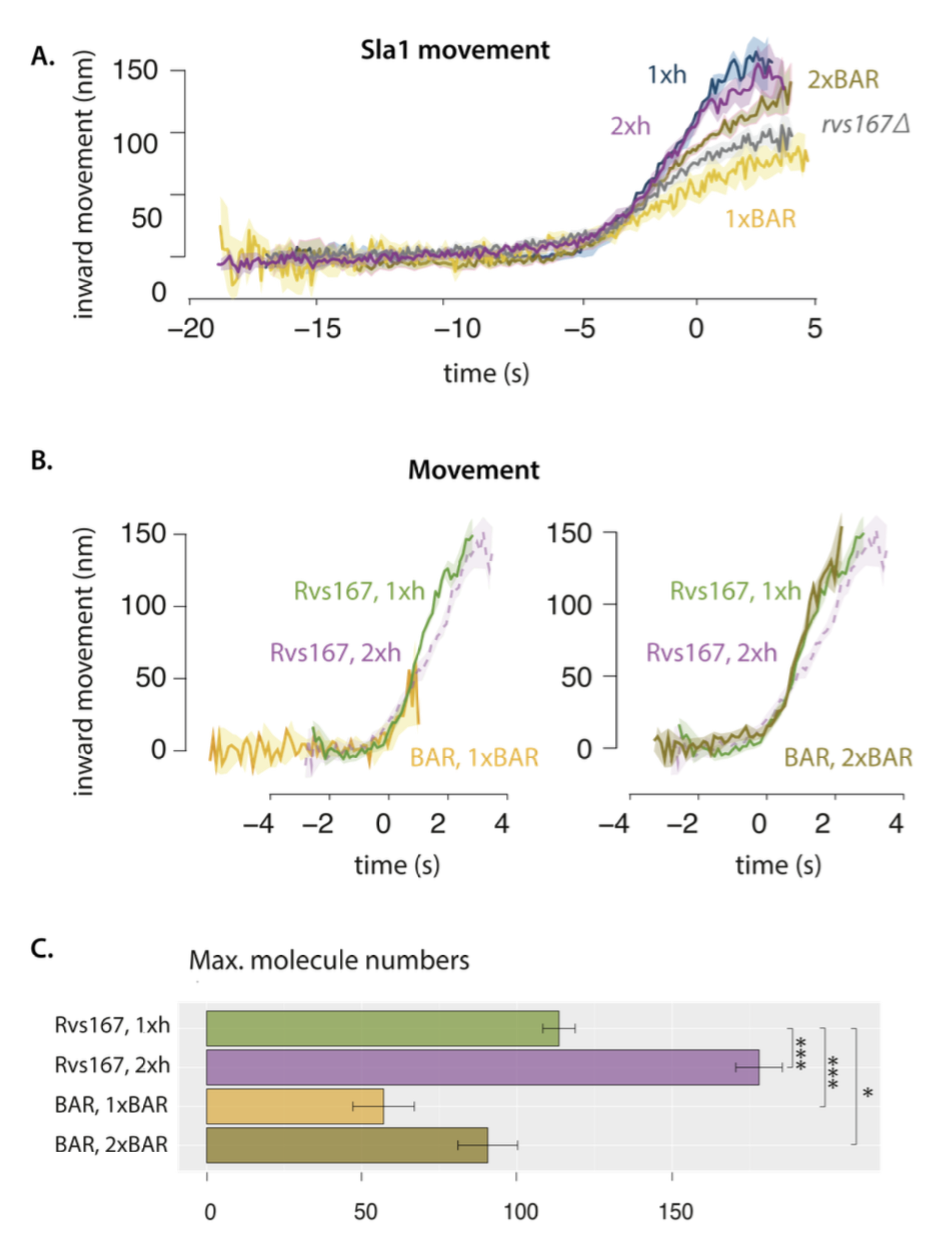 A.
Sla1 movement
inward movement (nm)
150
100
50
0
1xh
2xh
2xBAR
rvs167Δ
1xBAR
−20 −15 −10 −5 0 5
time (s)
B.
Movement
inward movement (nm)
150
100
50
0
Rvs167, 1xh
Rvs167, 2xh
BAR, 1xBAR
−4 −2 0 2 4
time (s)
150
100
50
0
Rvs167, 1xh
Rvs167, 2xh
BAR, 2xBAR
−4 −2 0 2 4
time (s)
C.
Max. molecule numbers
Rvs167, 1xh
Rvs167, 2xh
BAR, 1xBAR
BAR, 2xBAR
***
***
*
0 50 100 150